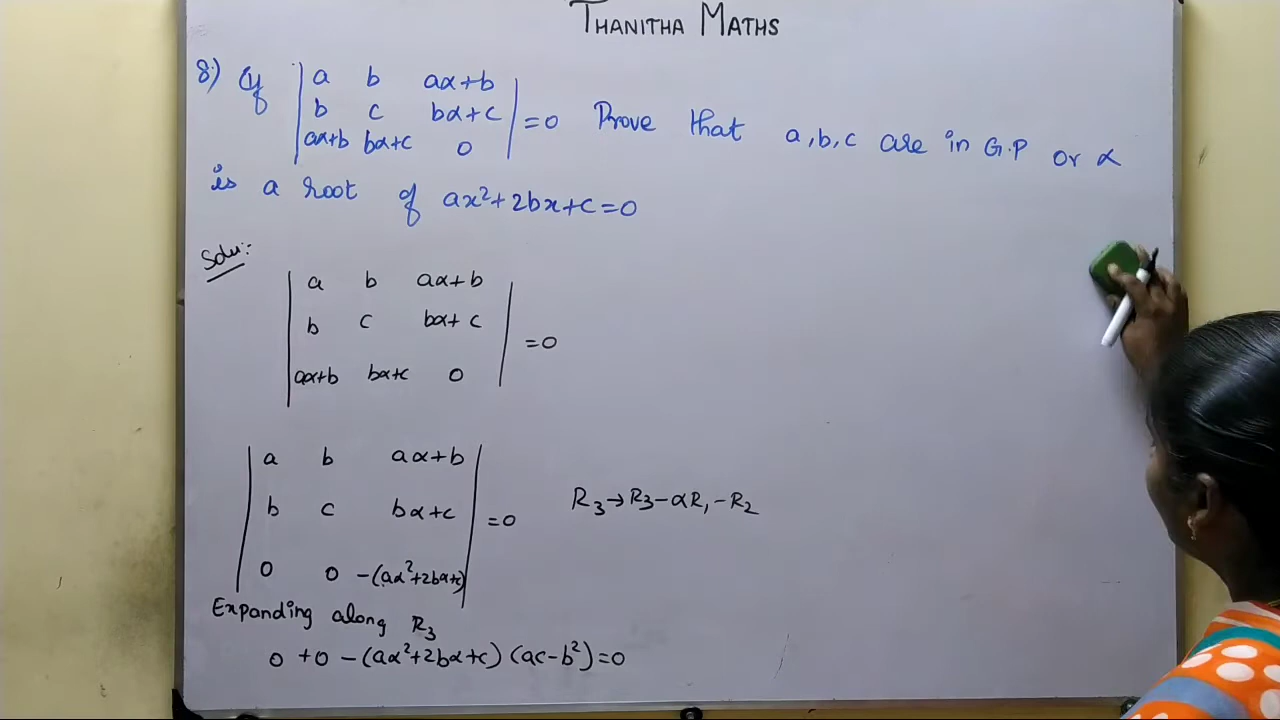 THANITHA MATHS
8) If | a b aα+b |
| b c bα+c | =0 Prove that a,b,c are in G.P or α
| aα+b bα+c 0 |
is a root of ax²+2bx+c=0
Solu:
| a b aα+b |
| b c bα+c | =0
| aα+b bα+c 0 |
| a b aα+b |
| b c bα+c | =0 R₃→R₃-αR₁-R₂
| 0 0 -(aα²+2bα+c) |
Expanding along R₃
0 +0 -(aα²+2bα+c) (ac-b²)=0